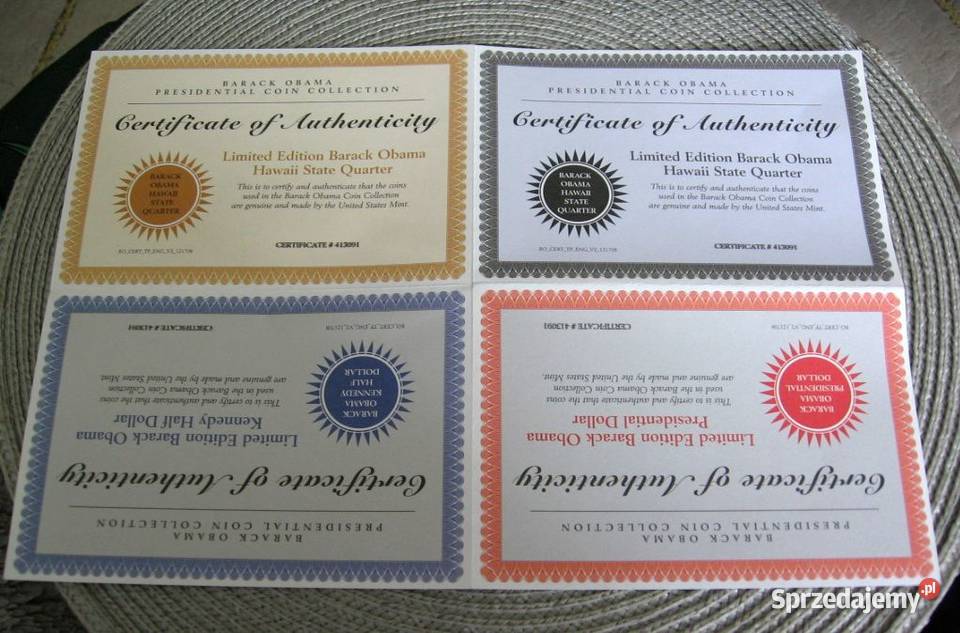 BARACK OBAMA
PRESIDENTIAL COIN COLLECTION
Certificate of Authenticity
Limited Edition Barack Obama
Hawaii State Quarter
BARACK
OBAMA
HAWAII
STATE
QUARTER
This is to certify and authenticate that the coins
used in the Barack Obama Coin Collection
are genuine and made by the United States Mint.
CERTIFICATE # 413091
BO_CERT_TP_ENG_V2_121708
BARACK OBAMA
PRESIDENTIAL COIN COLLECTION
Certificate of Authenticity
Limited Edition Barack Obama
Hawaii State Quarter
BARACK
OBAMA
HAWAII
STATE
QUARTER
This is to certify and authenticate that the coins
used in the Barack Obama Coin Collection
are genuine and made by the United States Mint.
CERTIFICATE # 413091
BO_CERT_TP_ENG_V2_121708
BARACK OBAMA
PRESIDENTIAL COIN COLLECTION
Certificate of Authenticity
Limited Edition Barack Obama
Kennedy Half Dollar
BARACK
OBAMA
KENNEDY
HALF
DOLLAR
This is to certify and authenticate that the coins
used in the Barack Obama Coin Collection
are genuine and made by the United States Mint.
CERTIFICATE # 413091
BO_CERT_TP_ENG_V2_121708
BARACK OBAMA
PRESIDENTIAL COIN COLLECTION
Certificate of Authenticity
Limited Edition Barack Obama
Presidential Dollar
BARACK
OBAMA
PRESIDENTIAL
DOLLAR
This is to certify and authenticate that the coins
used in the Barack Obama Coin Collection
are genuine and made by the United States Mint.
CERTIFICATE # 413091
BO_CERT_TP_ENG_V2_121708
Sprzedajemy.pl